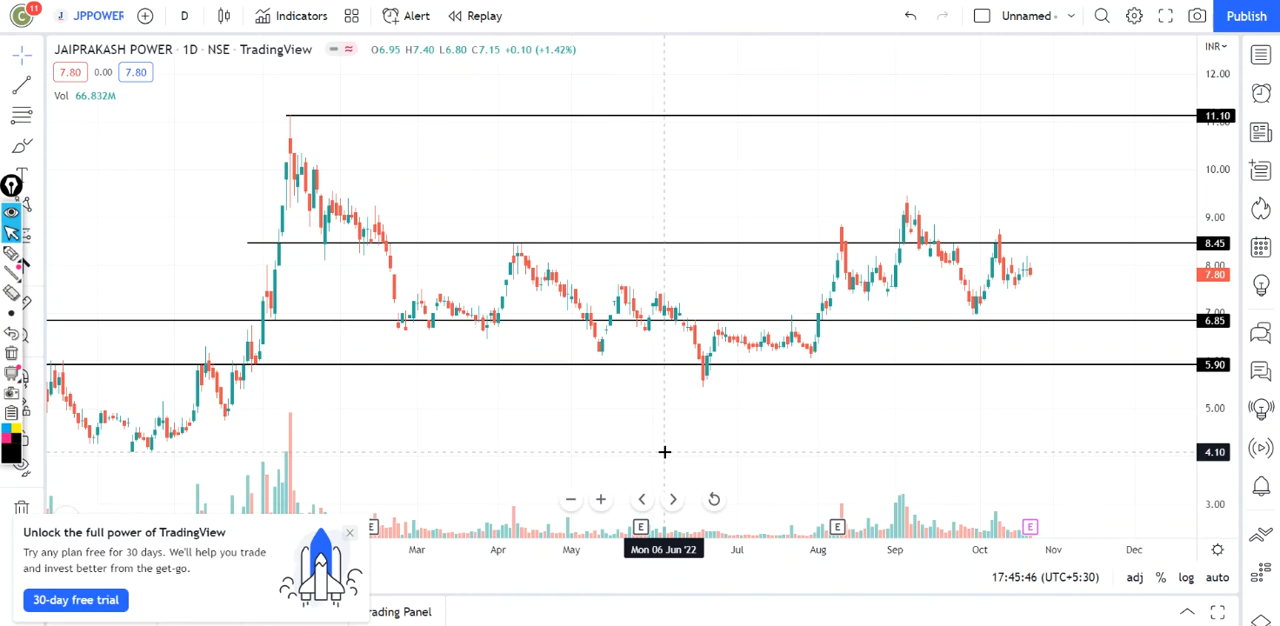 C 11 J JPPOWER D Indicators Alert Replay Unnamed Publish
JAIPRAKASH POWER · 1D · NSE · TradingView O6.95 H7.40 L6.80 C7.15 +0.10 (+1.42%) INR
7.80 0.00 7.80
Vol 66.832M
12.00
11.10
10.00
9.00
8.45
8.00
7.80
6.85
5.90
5.00
4.10
3.00
E E E E
Mar Apr May Mon 06 Jun '22 Jul Aug Sep Oct Nov Dec
Unlock the full power of TradingView
Try any plan free for 30 days. We'll help you trade
and invest better from the get-go.
30-day free trial
17:45:46 (UTC+5:30) adj % log auto
rading Panel